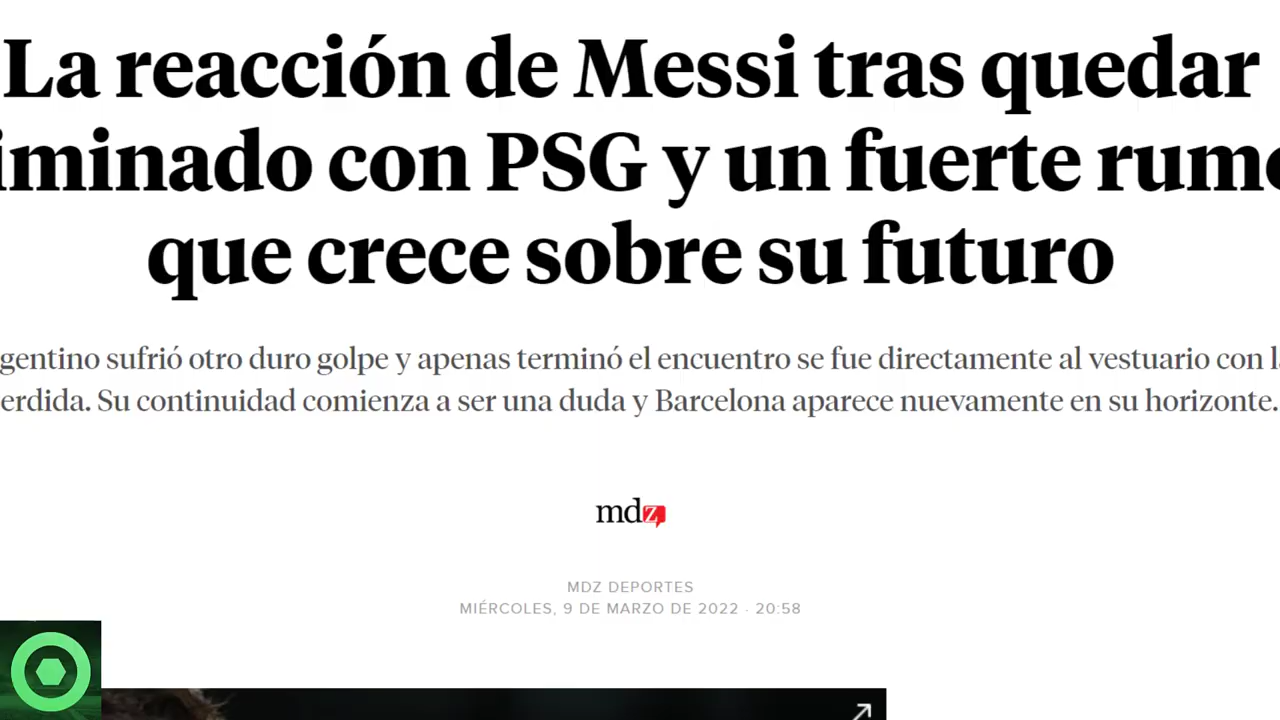 La reacción de Messi tras quedar
iminado con PSG y un fuerte rumo
que crece sobre su futuro
gentino sufrió otro duro golpe y apenas terminó el encuentro se fue directamente al vestuario con l
erdida. Su continuidad comienza a ser una duda y Barcelona aparece nuevamente en su horizonte.
mdz
MDZ DEPORTES
MIÉRCOLES, 9 DE MARZO DE 2022 - 20:58